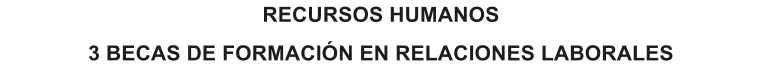 RECURSOS HUMANOS
3 BECAS DE FORMACIÓN EN RELACIONES LABORALES